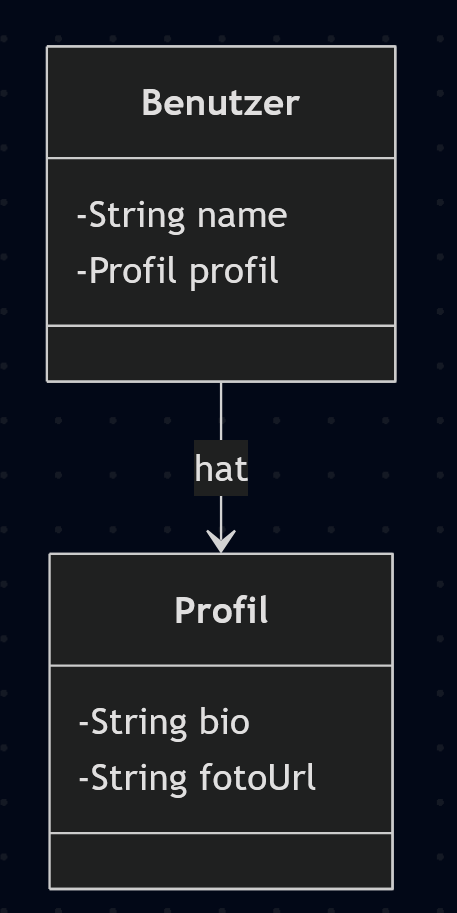 Benutzer
-String name
-Profil profil
hat
Profil
-String bio
-String fotoUrl